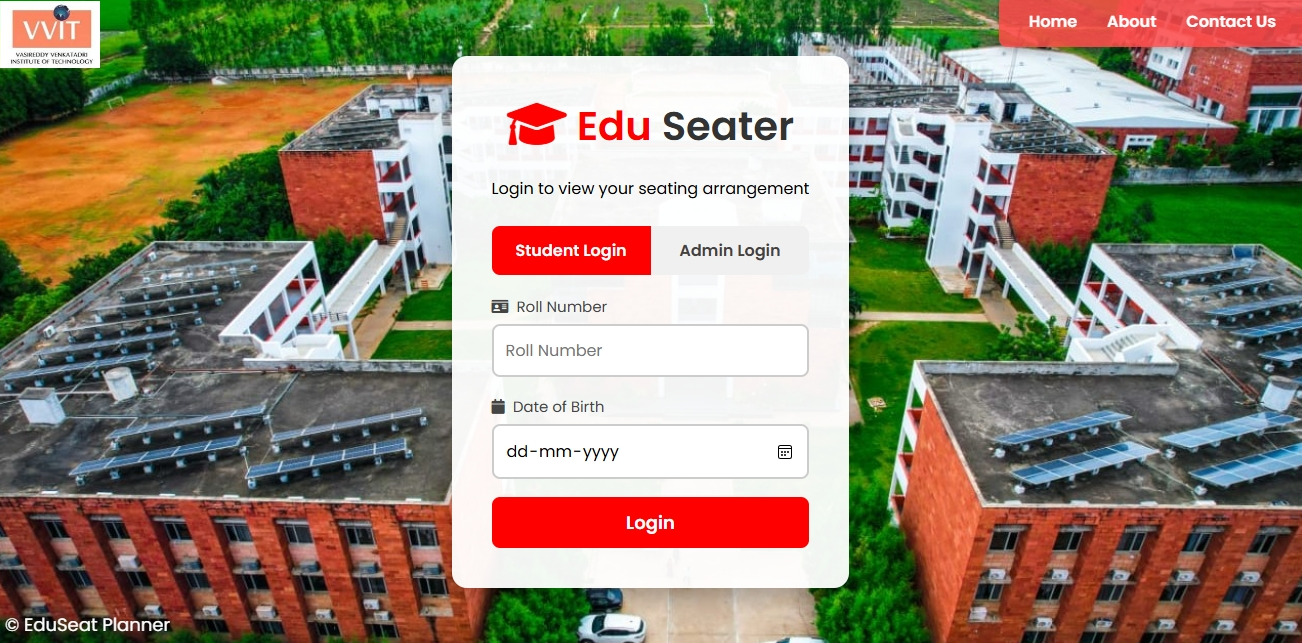 VVIT
VASIREDDY VENKATADRI
INSTITUTE OF TECHNOLOGY
Home About Contact Us
Edu Seater
Login to view your seating arrangement
Student Login Admin Login
Roll Number
Roll Number
Date of Birth
dd-mm-yyyy
Login
© EduSeat Planner